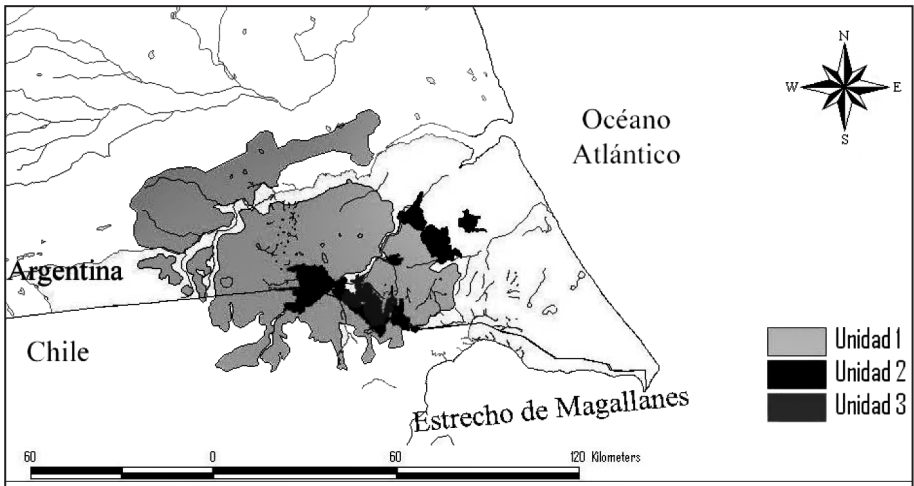 N
W
E
S
Océano
Atlántico
Argentina
Chile
Unidad 1
Unidad 2
Unidad 3
Estrecho de Magallanes
60
0
60
120 Kilometers